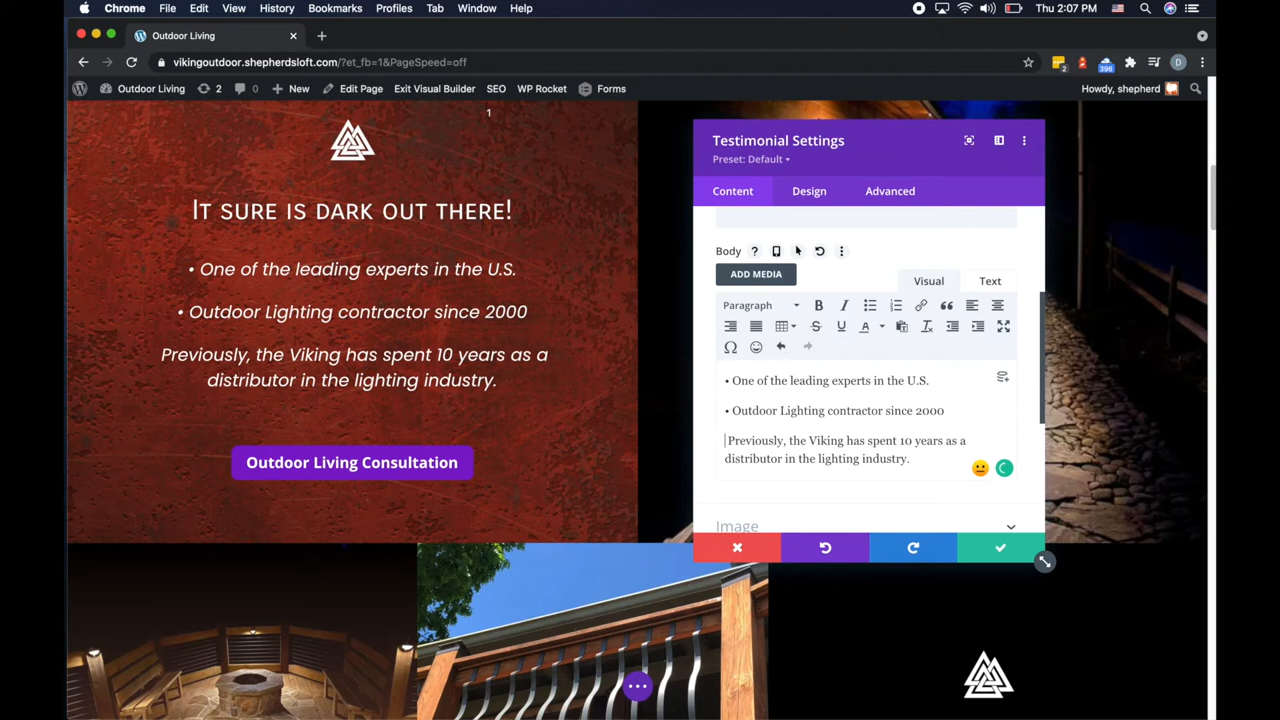 Chrome File Edit View History Bookmarks Profiles Tab Window Help Thu 2:07 PM
Outdoor Living
vikingoutdoor.shepherdsloft.com/?et_fb=1&PageSpeed=off
2
396
D
Outdoor Living 2 0 New Edit Page Exit Visual Builder SEO WP Rocket Forms Howdy, shepherd
1
It sure is dark out there!
• One of the leading experts in the U.S.
• Outdoor Lighting contractor since 2000
Previously, the Viking has spent 10 years as a
distributor in the lighting industry.
Outdoor Living Consultation
Testimonial Settings
Preset: Default
Content Design Advanced
Body
ADD MEDIA
Visual Text
Paragraph
• One of the leading experts in the U.S.
• Outdoor Lighting contractor since 2000
Previously, the Viking has spent 10 years as a
distributor in the lighting industry.
Image